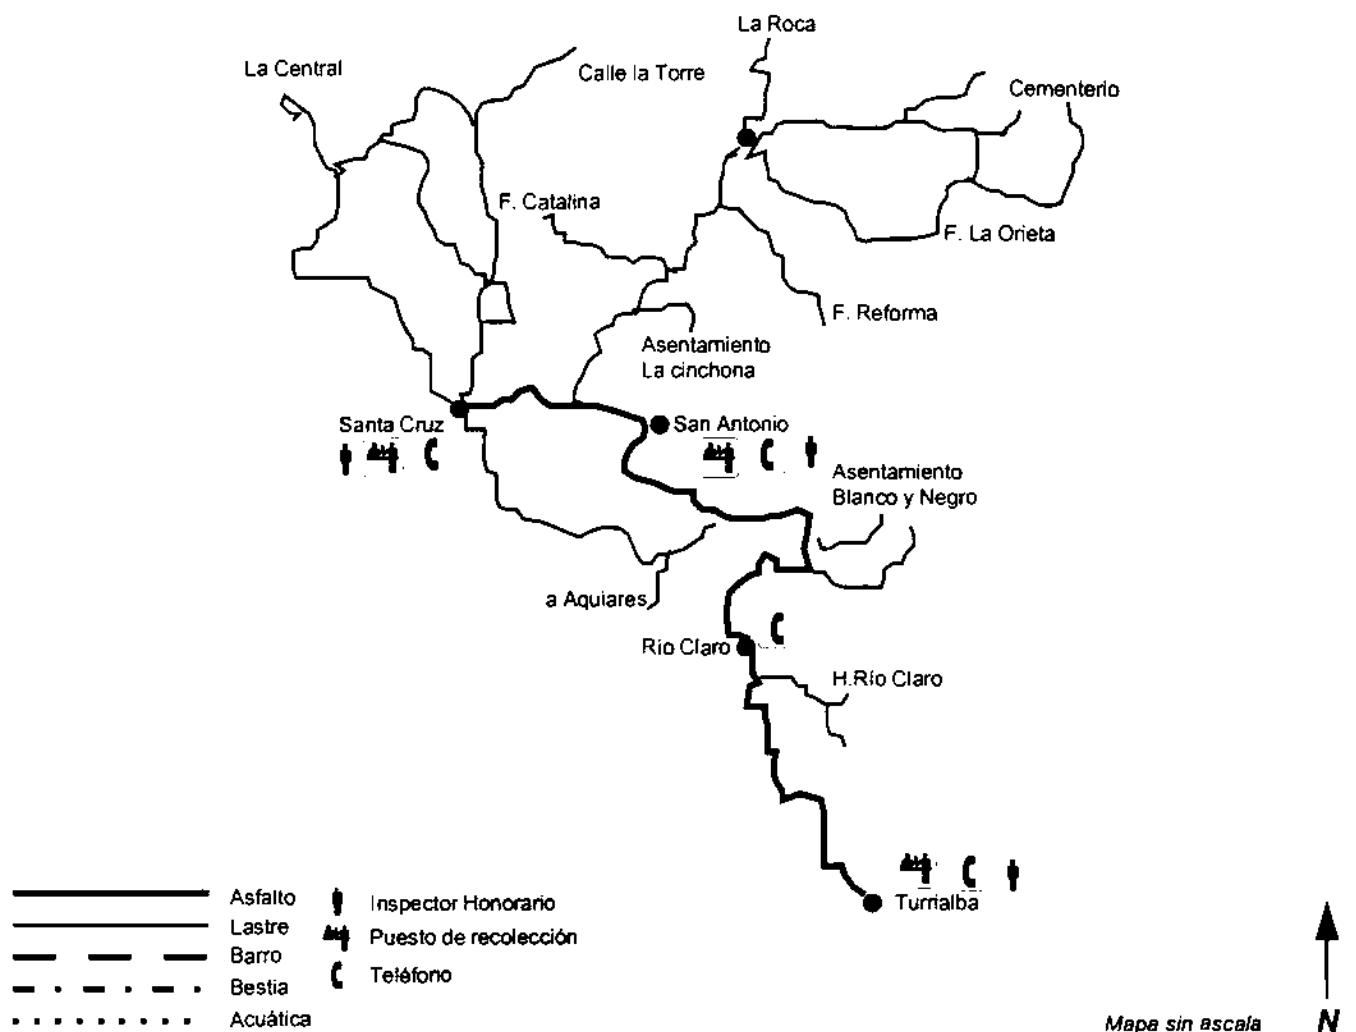 La Roca
La Central
Calle la Torre
Cementerio
F. Catalina
F. La Orieta
F. Reforma
Asentamiento
La cinchona
Santa Cruz
San Antonio
Asentamiento
Blanco y Negro
a Aquiares
Río Claro
H.Río Claro
Turrialba
Asfalto
Lastre
Barro
Bestia
Acuática
Inspector Honorario
Puesto de recolección
Teléfono
Mapa sin ascala
N